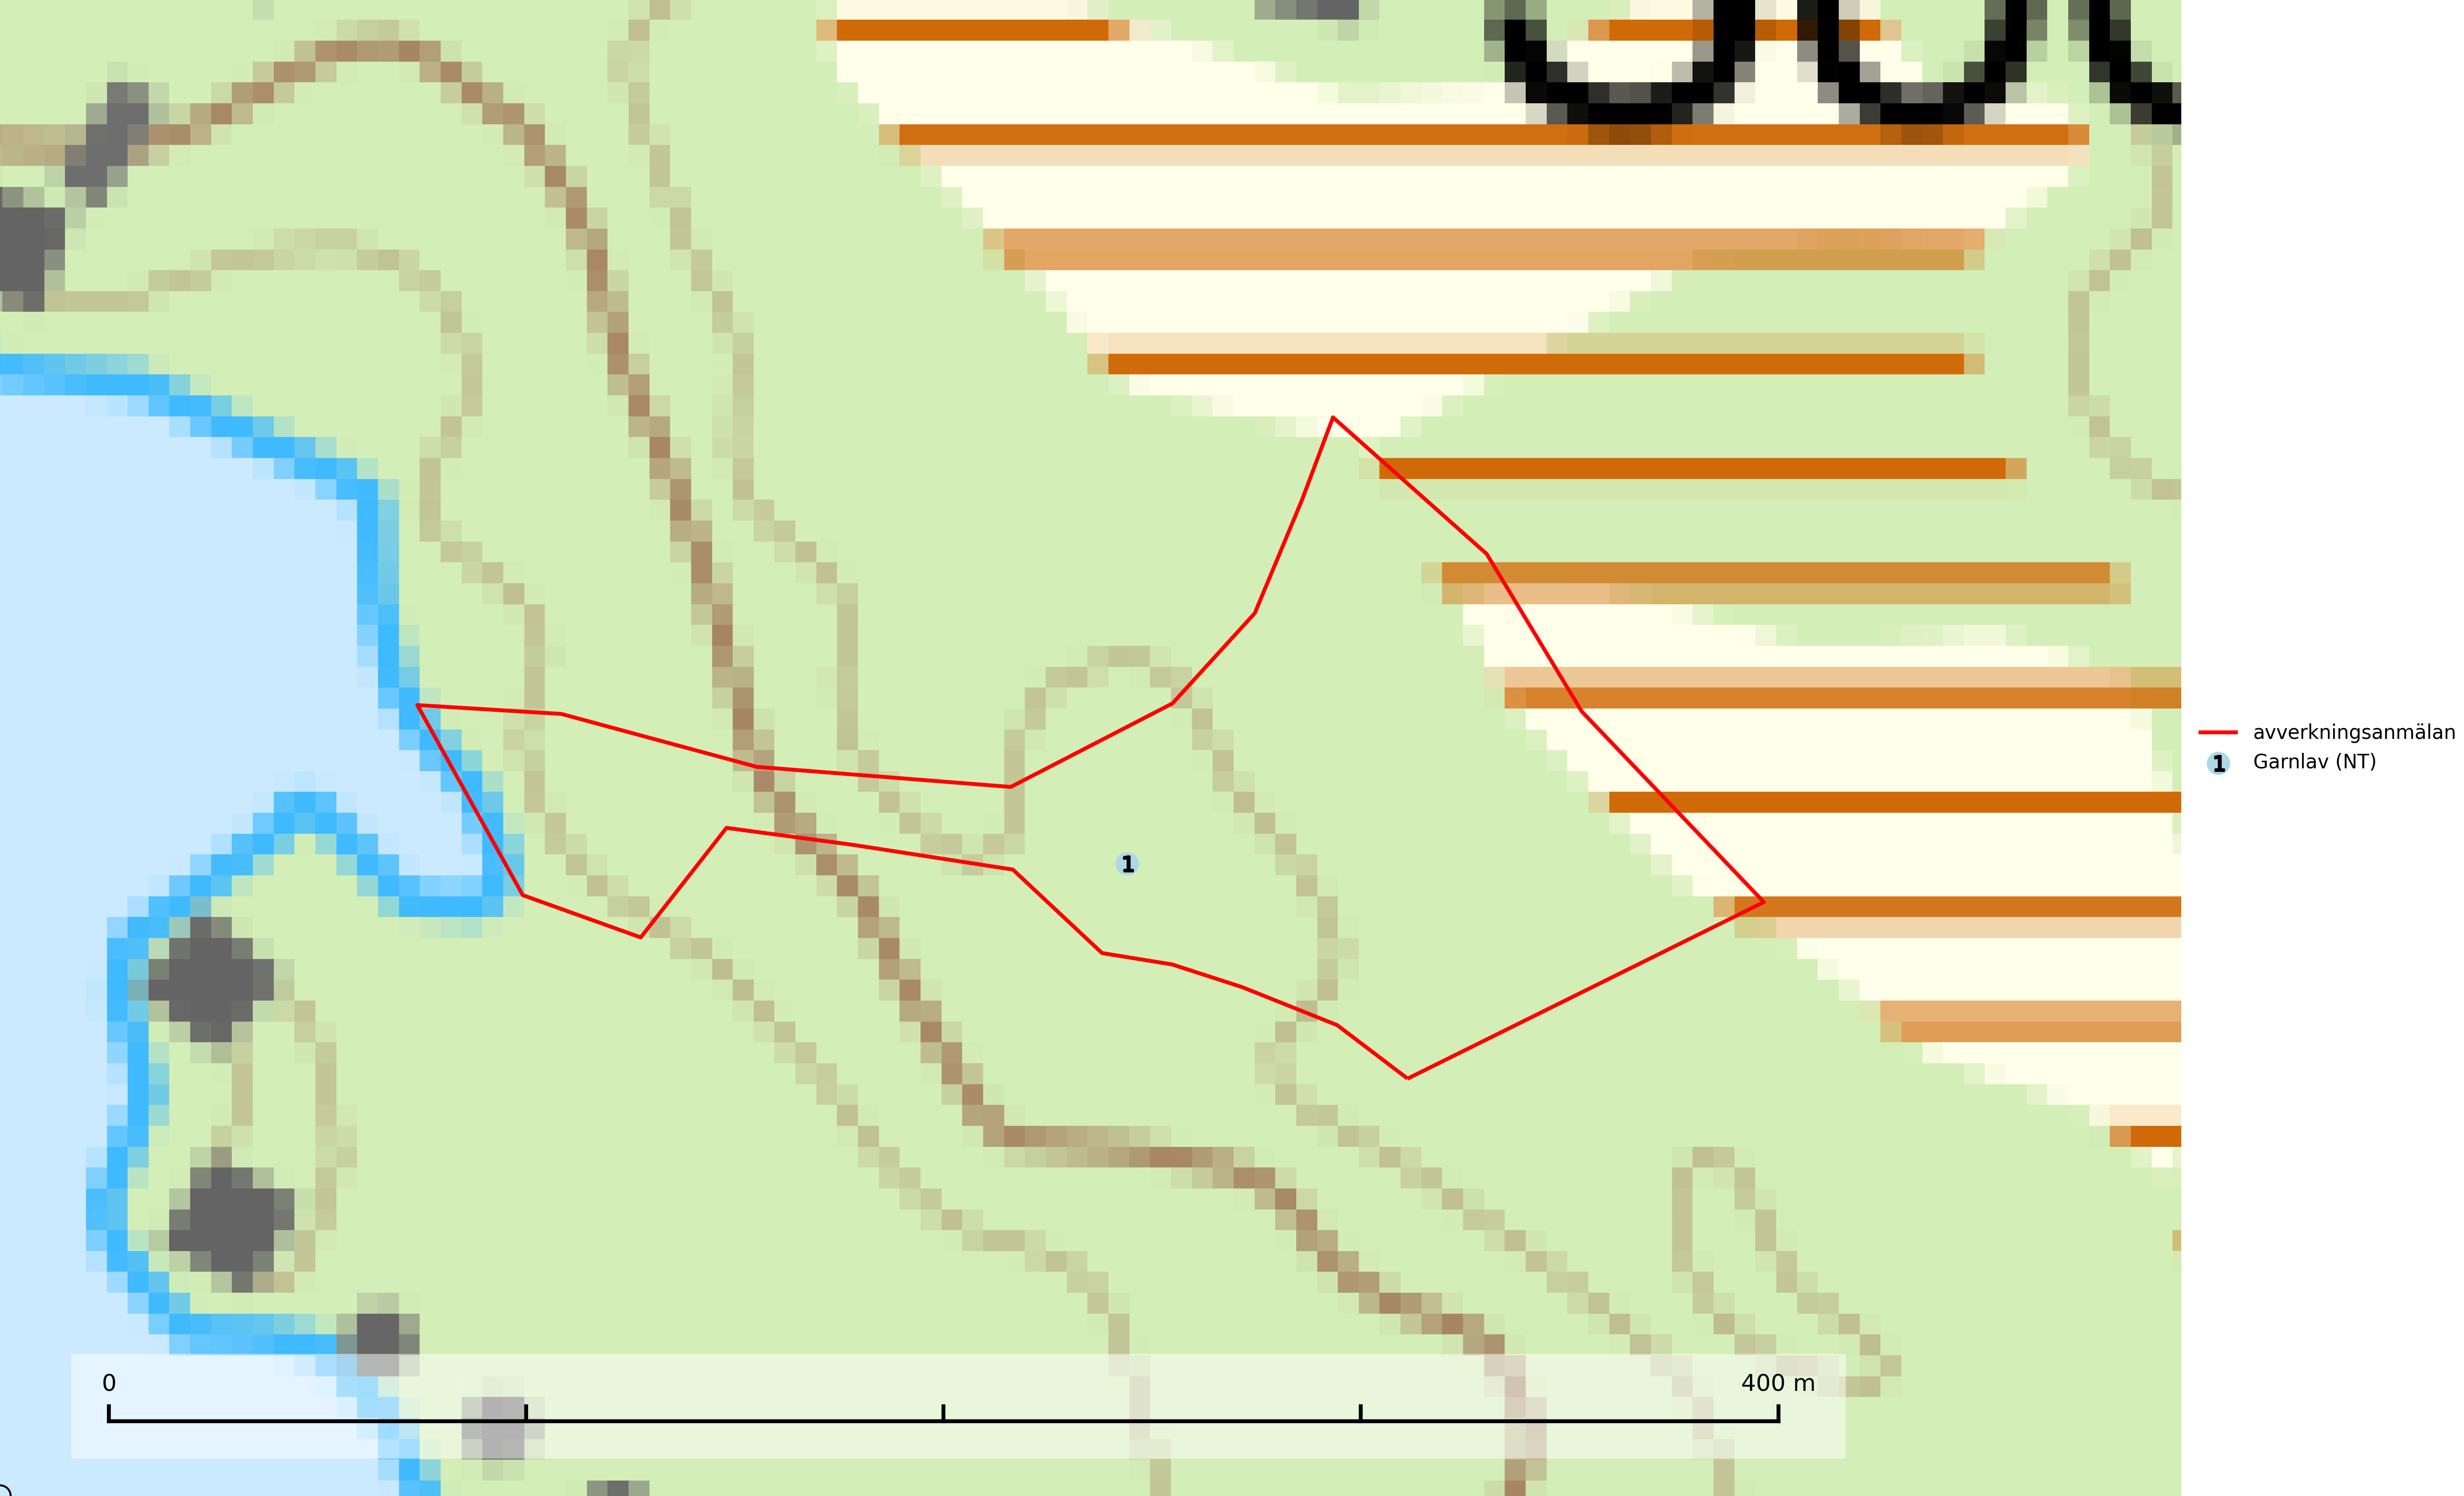 avverkningsanmälan
1 Garnlav (NT)
1
0 400 m